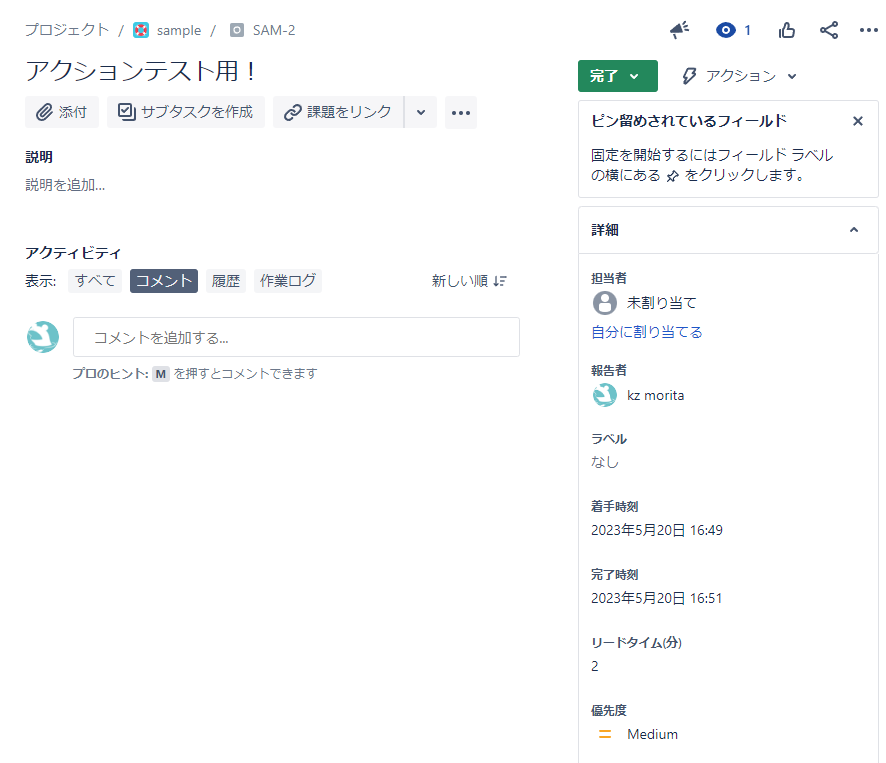 プロジェクト / sample / SAM-2
1
アクションテスト用！
完了
アクション
添付
サブタスクを作成
課題をリンク
説明
説明を追加...
アクティビティ
表示:
すべて
コメント
履歴
作業ログ
新しい順
コメントを追加する...
プロのヒント: M を押すとコメントできます
ピン留めされているフィールド
固定を開始するにはフィールド ラベル
の横にある をクリックします。
詳細
担当者
未割り当て
自分に割り当てる
報告者
kz morita
ラベル
なし
着手時刻
2023年5月20日 16:49
完了時刻
2023年5月20日 16:51
リードタイム(分)
2
優先度
Medium